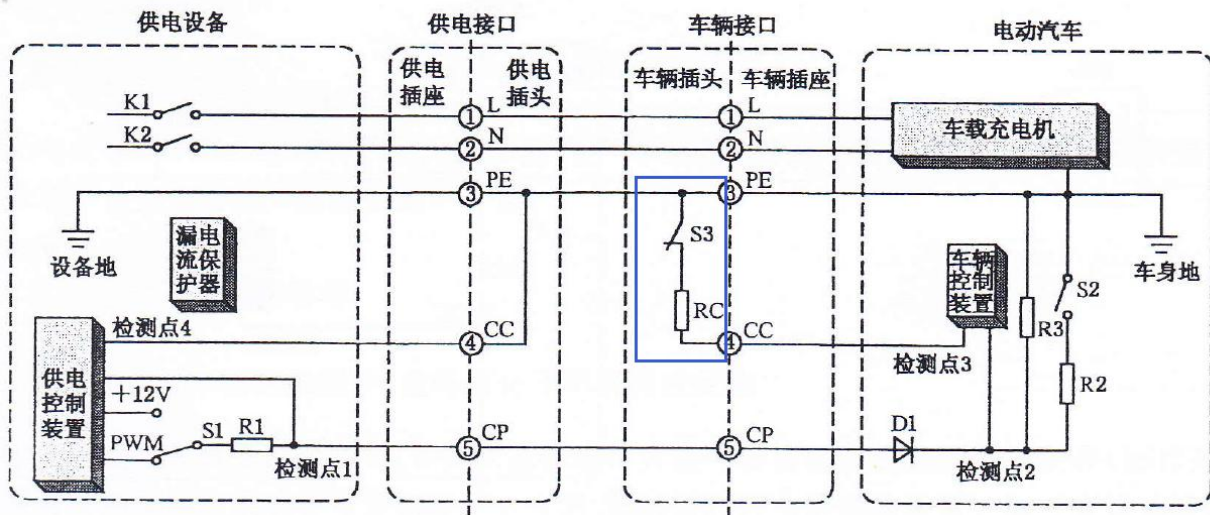 供电设备
供电接口
车辆接口
电动汽车
供电
插座
供电
插头
车辆插头
车辆插座
K1
① L
① L
车载充电机
K2
② N
② N
③ PE
③ PE
设备地
漏电
流保
护器
S3
车辆
控制
装置
S2
车身地
RC
R3
检测点4
④ CC
④ CC
检测点3
R2
供电
控制
装置
+12V
PWM
S1
R1
检测点1
⑤ CP
⑤ CP
D1
检测点2